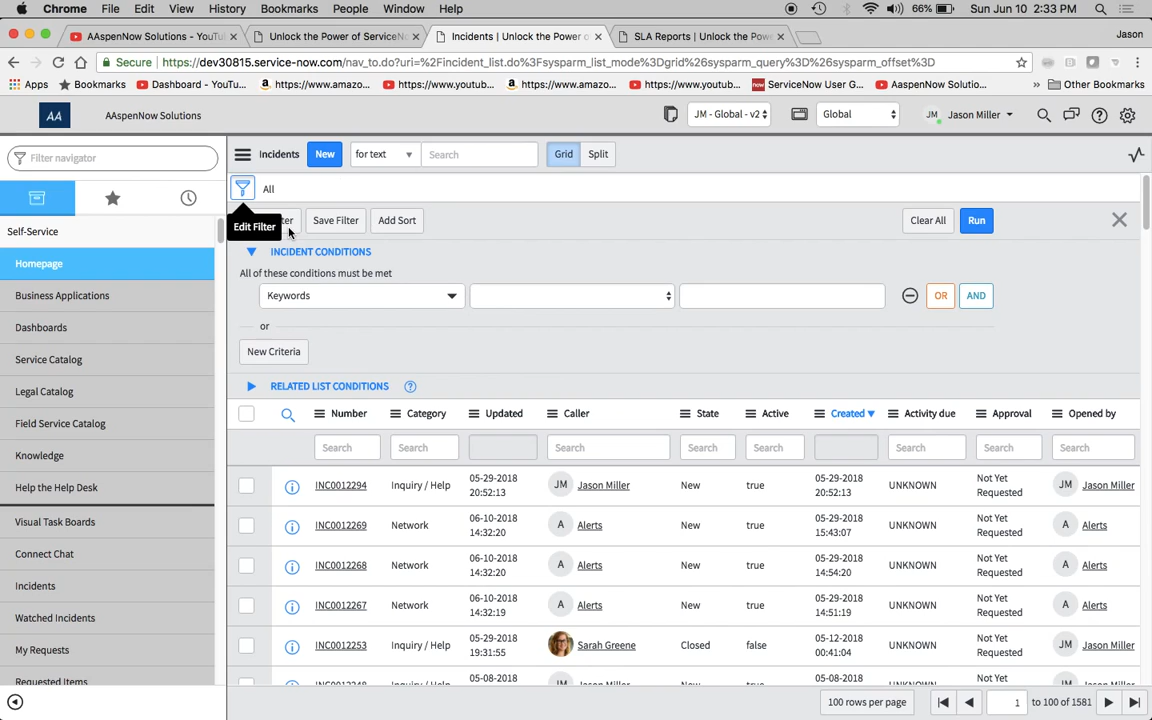 Chrome File Edit View History Bookmarks People Window Help 66% Sun Jun 10 2:33 PM
AAspenNow Solutions - YouTu Unlock the Power of ServiceN Incidents | Unlock the Power o SLA Reports | Unlock the Pow Jason
Secure https://dev30815.service-now.com/nav_to.do?uri=%2Fincident_list.do%3Fsysparm_list_mode%3Dgrid%26sysparm_query%3D%26sysparm_offset%3D
Apps Bookmarks Dashboard - YouTu... https://www.amazo... https://www.youtub... https://www.amazo... https://www.youtub... ServiceNow User G... AaspenNow Solutio... » Other Bookmarks
AA AAspenNow Solutions JM - Global - v2 Global JM Jason Miller
Filter navigator
Incidents New for text Search Grid Split
All
Edit Filter
Save Filter Add Sort Clear All Run
Self-Service
Homepage
Business Applications
Dashboards
Service Catalog
Legal Catalog
Field Service Catalog
Knowledge
Help the Help Desk
Visual Task Boards
Connect Chat
Incidents
Watched Incidents
My Requests
Requested Items
INCIDENT CONDITIONS
All of these conditions must be met
Keywords OR AND
or
New Criteria
RELATED LIST CONDITIONS
Number Category Updated Caller State Active Created Activity due Approval Opened by
Search Search Search Search Search Search Search Search
INC0012294 Inquiry / Help 05-29-2018 20:52:13 JM Jason Miller New true 05-29-2018 20:52:13 UNKNOWN Not Yet Requested JM Jason Miller
INC0012269 Network 06-10-2018 14:32:20 A Alerts New true 05-29-2018 15:43:07 UNKNOWN Not Yet Requested A Alerts
INC0012268 Network 06-10-2018 14:32:20 A Alerts New true 05-29-2018 14:54:20 UNKNOWN Not Yet Requested A Alerts
INC0012267 Network 06-10-2018 14:32:19 A Alerts New true 05-29-2018 14:51:19 UNKNOWN Not Yet Requested A Alerts
INC0012253 Inquiry / Help 05-29-2018 19:31:55 Sarah Greene Closed false 05-12-2018 00:41:04 UNKNOWN Not Yet Requested JM Jason Miller
05-08-2018 05-08-2018 Not Yet
100 rows per page 1 to 100 of 1581